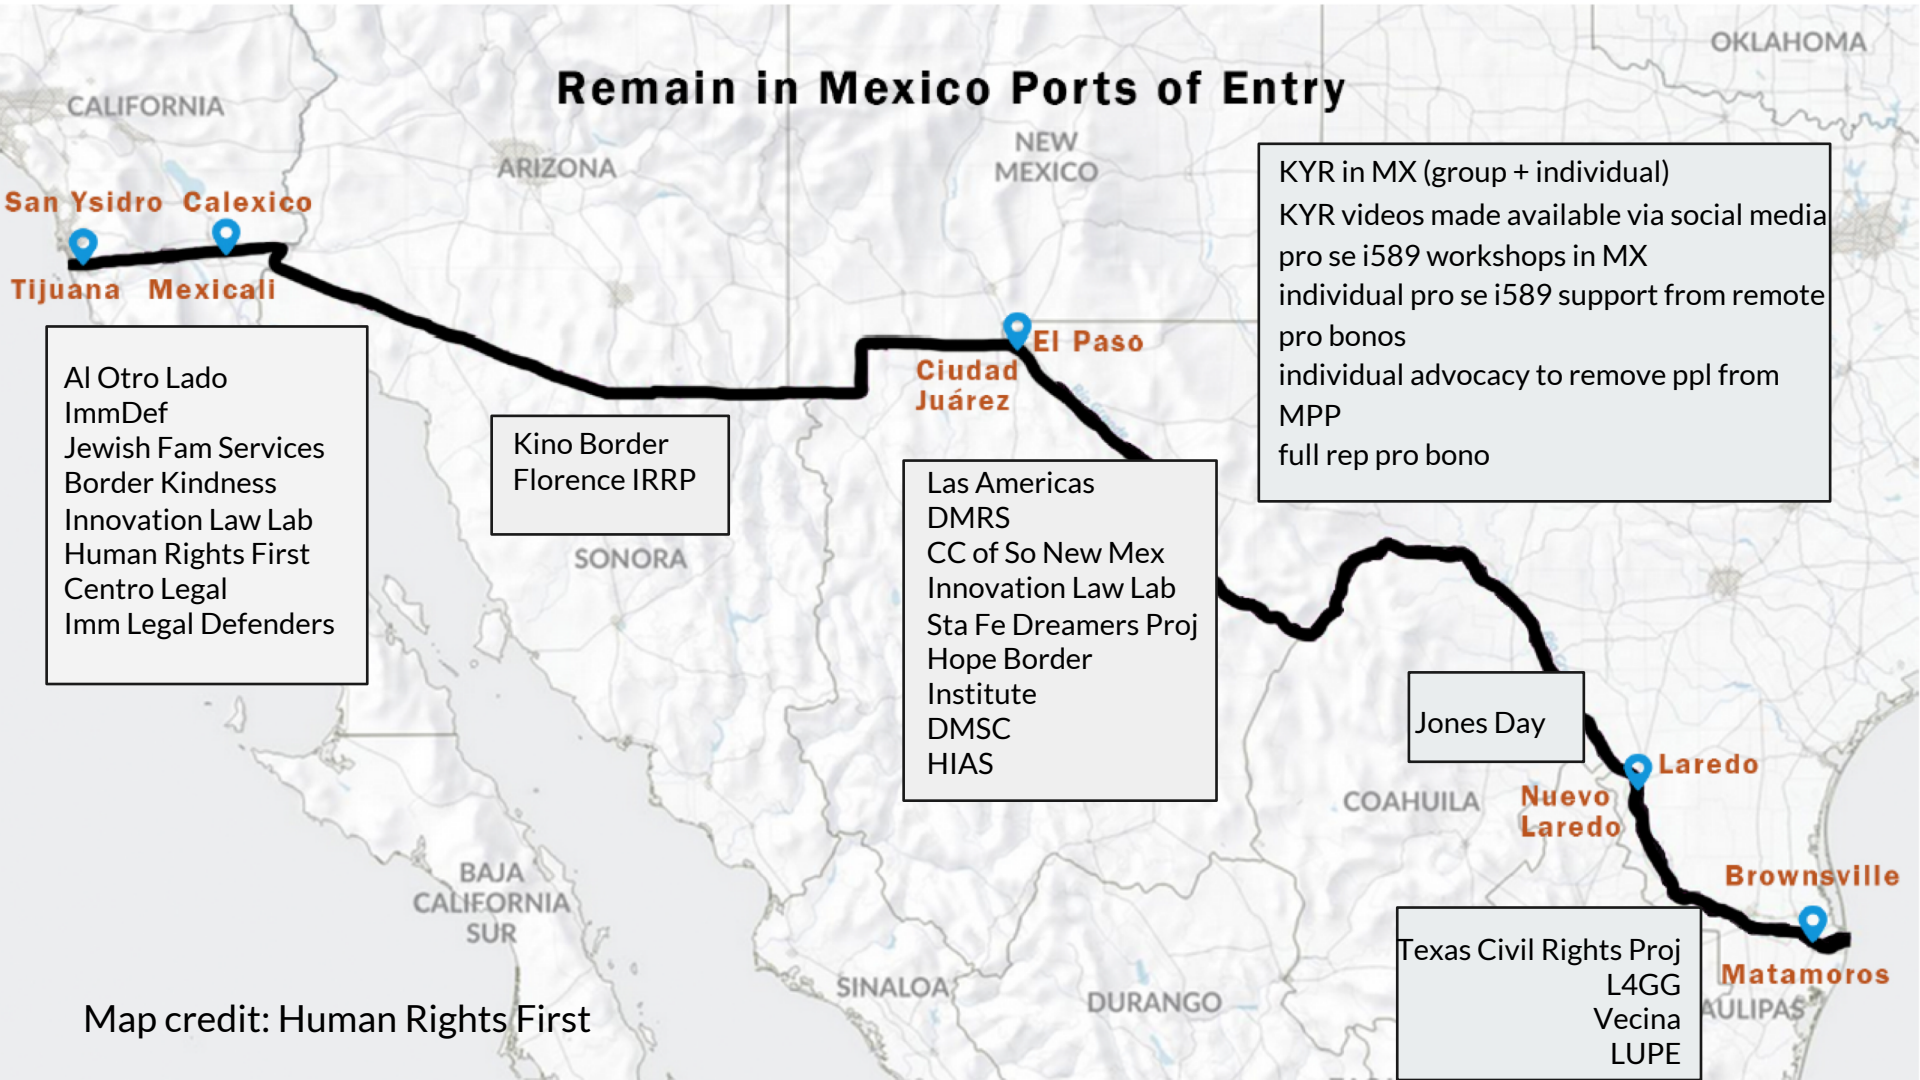 OKLAHOMA
Remain in Mexico Ports of Entry
CALIFORNIA
ARIZONA
NEW
MEXICO
San Ysidro
Calexico
Tijuana
Mexicali
KYR in MX (group + individual)
KYR videos made available via social media
pro se i589 workshops in MX
individual pro se i589 support from remote
pro bonos
individual advocacy to remove ppl from
MPP
full rep pro bono
El Paso
Ciudad
Juárez
Al Otro Lado
ImmDef
Jewish Fam Services
Border Kindness
Innovation Law Lab
Human Rights First
Centro Legal
Imm Legal Defenders
Kino Border
Florence IRRP
SONORA
Las Americas
DMRS
CC of So New Mex
Innovation Law Lab
Sta Fe Dreamers Proj
Hope Border
Institute
DMSC
HIAS
Jones Day
Laredo
Nuevo
Laredo
COAHUILA
Brownsville
Matamoros
BAJA
CALIFORNIA
SUR
SINALOA
DURANGO
Texas Civil Rights Proj
L4GG
Vecina
LUPE
AULIPAS
Map credit: Human Rights First